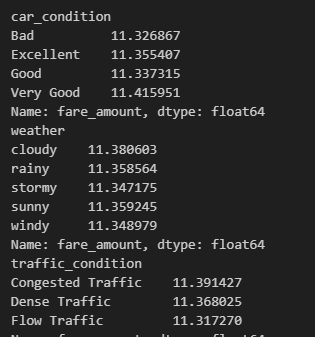 car_condition
Bad 11.326867
Excellent 11.355407
Good 11.337315
Very Good 11.415951
Name: fare_amount, dtype: float64
weather
cloudy 11.380603
rainy 11.358564
stormy 11.347175
sunny 11.359245
windy 11.348979
Name: fare_amount, dtype: float64
traffic_condition
Congested Traffic 11.391427
Dense Traffic 11.368025
Flow Traffic 11.317270